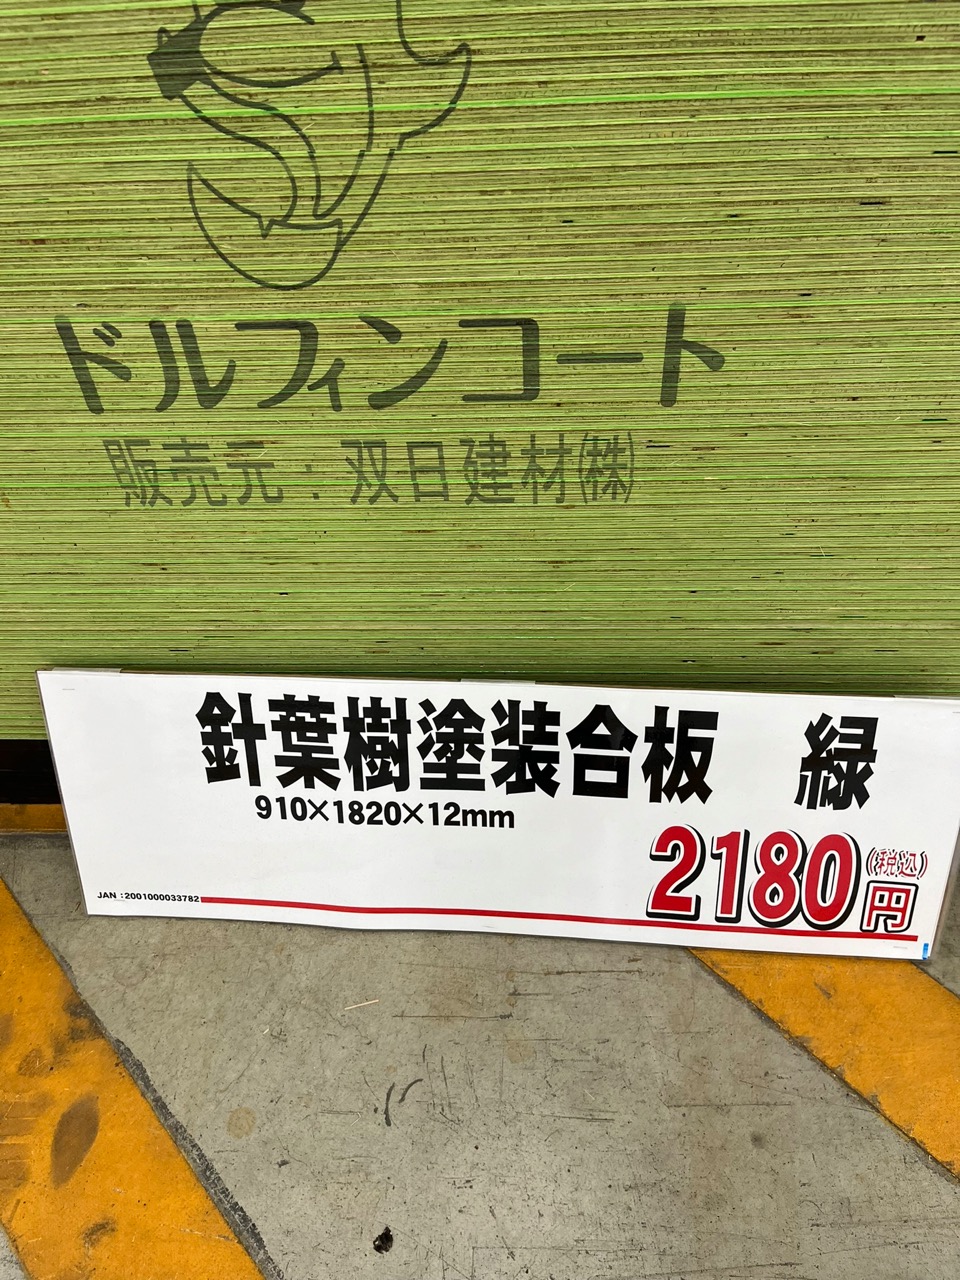 ドルフィンコート
販売元：双日建材㈱
針葉樹塗装合板　緑
910×1820×12mm
2180円(税込)
JAN：2001000033782